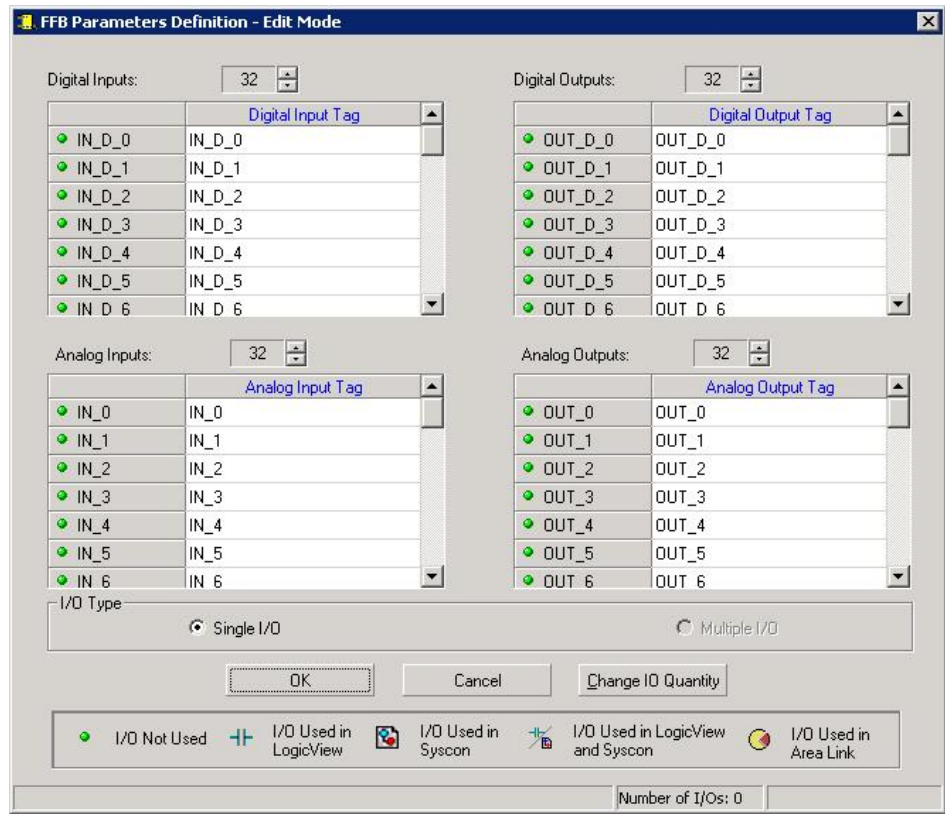 FFB Parameters Definition - Edit Mode
Digital Inputs: 32
Digital Outputs: 32
Digital Input Tag
IN_D_0 IN_D_0
IN_D_1 IN_D_1
IN_D_2 IN_D_2
IN_D_3 IN_D_3
IN_D_4 IN_D_4
IN_D_5 IN_D_5
IN_D_6 IN_D_6
Digital Output Tag
OUT_D_0 OUT_D_0
OUT_D_1 OUT_D_1
OUT_D_2 OUT_D_2
OUT_D_3 OUT_D_3
OUT_D_4 OUT_D_4
OUT_D_5 OUT_D_5
OUT_D_6 OUT_D_6
Analog Inputs: 32
Analog Outputs: 32
Analog Input Tag
IN_0 IN_0
IN_1 IN_1
IN_2 IN_2
IN_3 IN_3
IN_4 IN_4
IN_5 IN_5
IN_6 IN_6
Analog Output Tag
OUT_0 OUT_0
OUT_1 OUT_1
OUT_2 OUT_2
OUT_3 OUT_3
OUT_4 OUT_4
OUT_5 OUT_5
OUT_6 OUT_6
I/O Type
Single I/O
Multiple I/O
OK
Cancel
Change IO Quantity
I/O Not Used
I/O Used in
LogicView
I/O Used in
Syscon
I/O Used in LogicView
and Syscon
I/O Used in
Area Link
Number of I/Os: 0